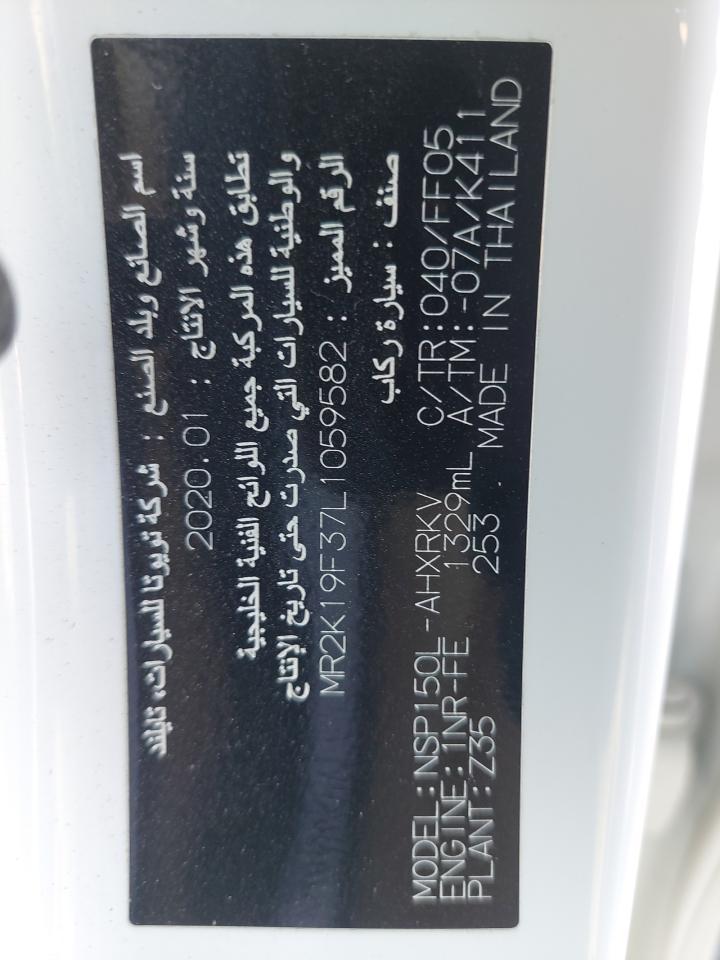 اسم الصانع وبلد الصنع : شركة تويوتا للسيارات، تايلند
سنة وشهر الانتاج : 2020.01
تطابق هذه المركبة جميع اللوائح الفنية الخليجية
والوطنية للسيارات التي صدرت حتى تاريخ الإنتاج
الرقم المميز : MR2K19F37L1059582
صنف : سيارة ركاب
MODEL:NSP150L-AHXRKV C/TR:040/FF05
ENGINE:1NR-FE 1329mL A/TM:-07A/K411
PLANT:Z35 253 MADE IN THAILAND